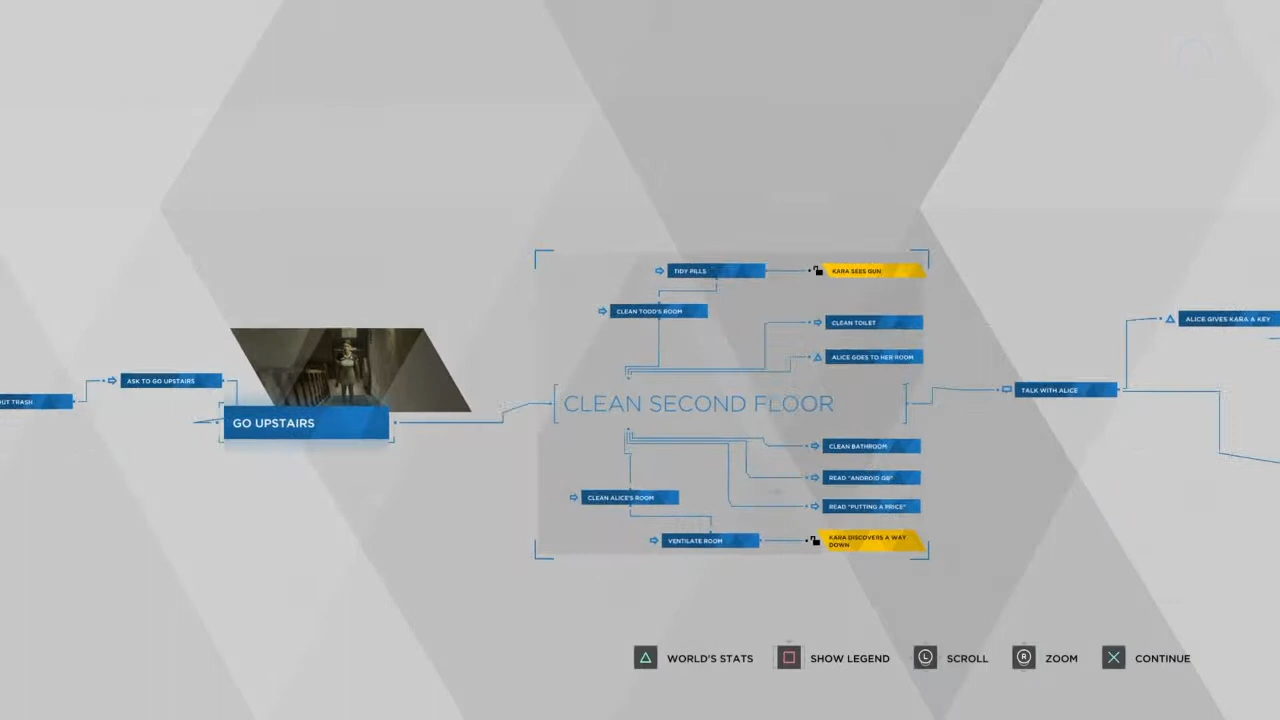 TIDY PILLS
KARA SEES GUN
CLEAN TODD'S ROOM
ALICE GIVES KARA A KEY
CLEAN TOILET
ALICE GOES TO HER ROOM
ASK TO GO UPSTAIRS
TALK WITH ALICE
OUT TRASH
CLEAN SECOND FLOOR
GO UPSTAIRS
CLEAN BATHROOM
READ "ANDROID QB"
CLEAN ALICE'S ROOM
READ "PUTTING A PRICE"
VENTILATE ROOM
KARA DISCOVERS A WAY
DOWN
WORLD'S STATS
SHOW LEGEND
L
SCROLL
R
ZOOM
CONTINUE